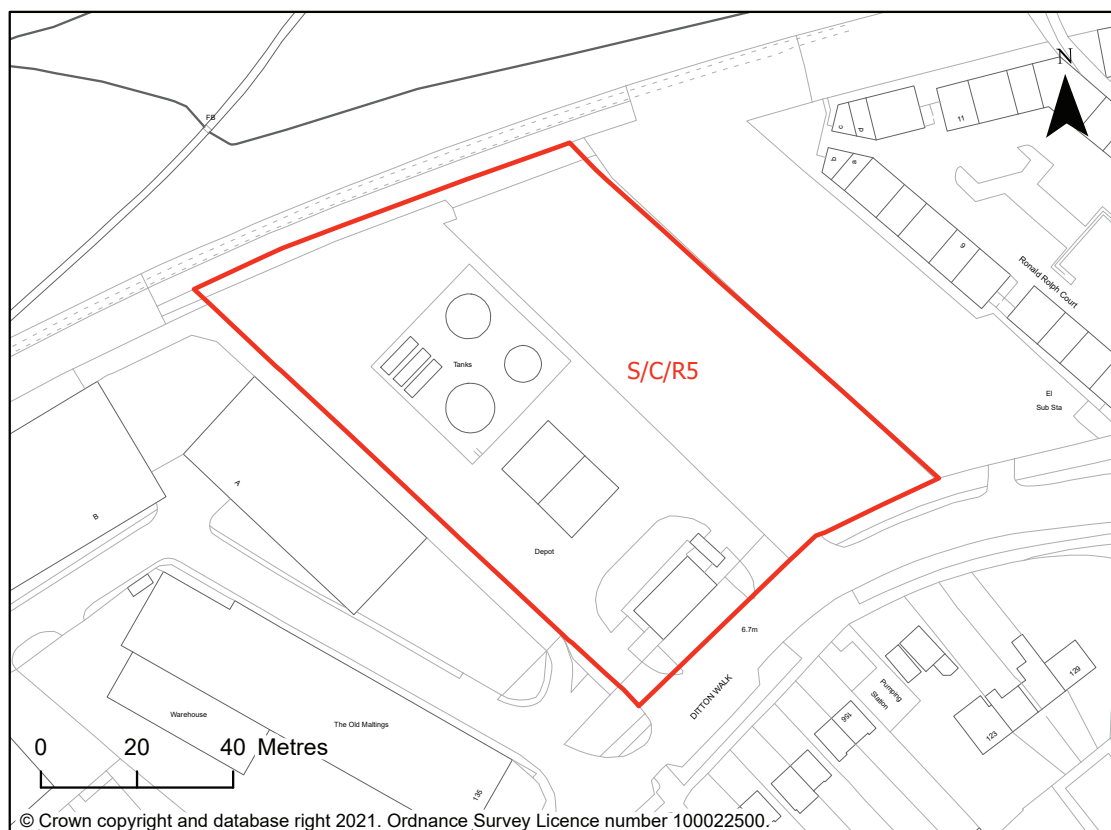 N
FB
c
d
11
b
a
9
Ronald Rolph Court
El
Sub Sta
S/C/R5
Tanks
A
B
Depot
6.7m
DITTON WALK
Pumping
Station
166
129
123
Warehouse
The Old Maltings
135
0 20 40 Metres
© Crown copyright and database right 2021. Ordnance Survey Licence number 100022500.